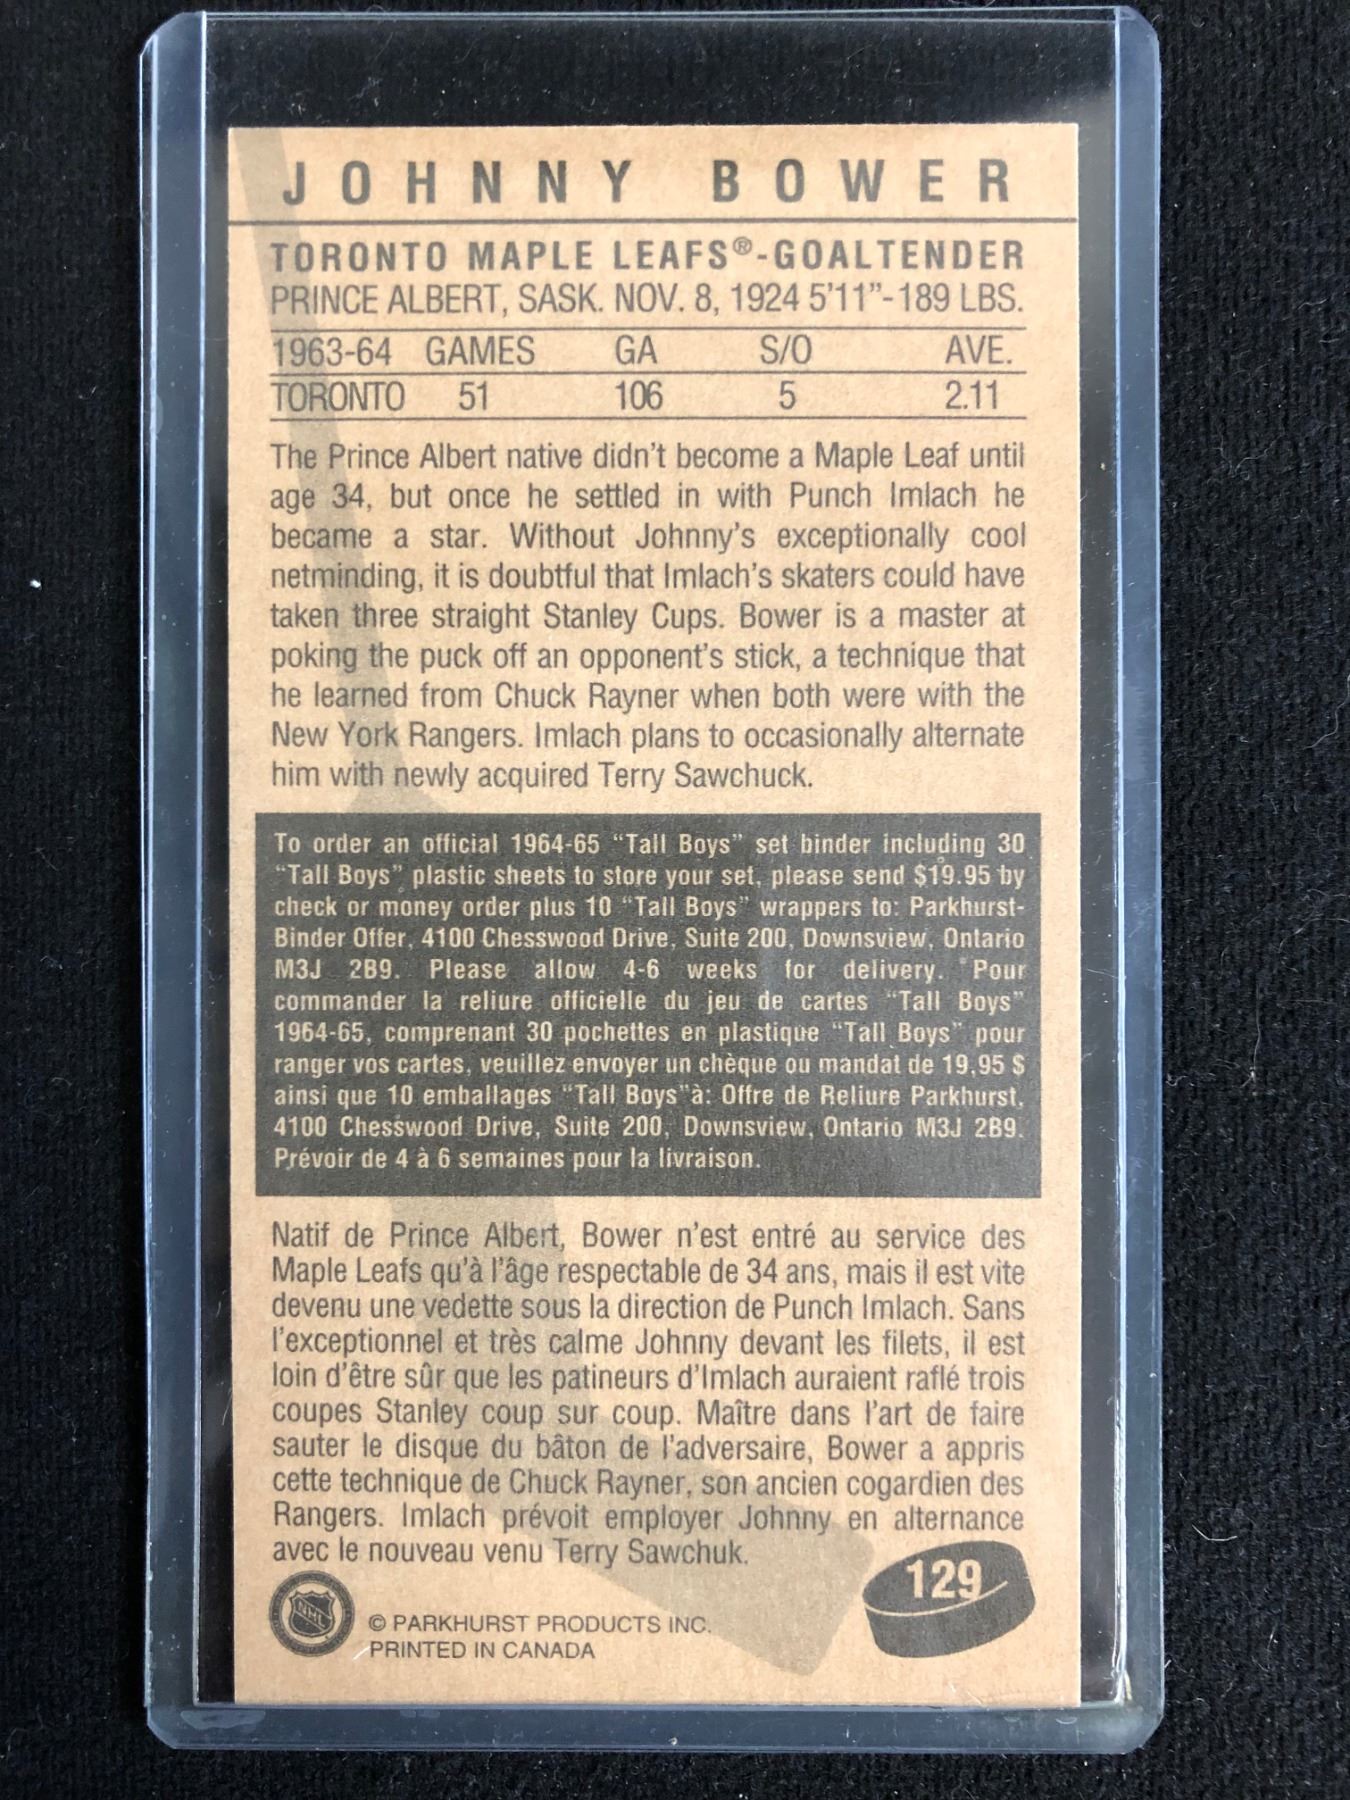 JOHNNY BOWER
TORONTO MAPLE LEAFS®-GOALTENDER
PRINCE ALBERT, SASK. NOV. 8, 1924 5'11”-189 LBS.
1963-64 GAMES GA S/O AVE.
TORONTO 51 106 5 2.11
The Prince Albert native didn't become a Maple Leaf until
age 34, but once he settled in with Punch Imlach he
became a star. Without Johnny's exceptionally cool
netminding, it is doubtful that Imlach's skaters could have
taken three straight Stanley Cups. Bower is a master at
poking the puck off an opponent's stick, a technique that
he learned from Chuck Rayner when both were with the
New York Rangers. Imlach plans to occasionally alternate
him with newly acquired Terry Sawchuck.
To order an official 1964-65 “Tall Boys” set binder including 30
“Tall Boys” plastic sheets to store your set, please send $19.95 by
check or money order plus 10 “Tall Boys” wrappers to: Parkhurst-
Binder Offer, 4100 Chesswood Drive, Suite 200, Downsview, Ontario
M3J 2B9. Please allow 4-6 weeks for delivery. Pour
commander la reliure officielle du jeu de cartes “Tall Boys”
1964-65, comprenant 30 pochettes en plastique “Tall Boys” pour
ranger vos cartes, veuillez envoyer un chèque ou mandat de 19,95 $
ainsi que 10 emballages “Tall Boys”à: Offre de Reliure Parkhurst,
4100 Chesswood Drive, Suite 200, Downsview, Ontario M3J 2B9.
Prévoir de 4 à 6 semaines pour la livraison.
Natif de Prince Albert, Bower n'est entré au service des
Maple Leafs qu'à l'âge respectable de 34 ans, mais il est vite
devenu une vedette sous la direction de Punch Imlach. Sans
l'exceptionnel et très calme Johnny devant les filets, il est
loin d'être sûr que les patineurs d'Imlach auraient raflé trois
coupes Stanley coup sur coup. Maître dans l'art de faire
sauter le disque du bâton de l'adversaire, Bower a appris
cette technique de Chuck Rayner, son ancien cogardien des
Rangers. Imlach prévoit employer Johnny en alternance
avec le nouveau venu Terry Sawchuk.
129
NHL
© PARKHURST PRODUCTS INC.
PRINTED IN CANADA